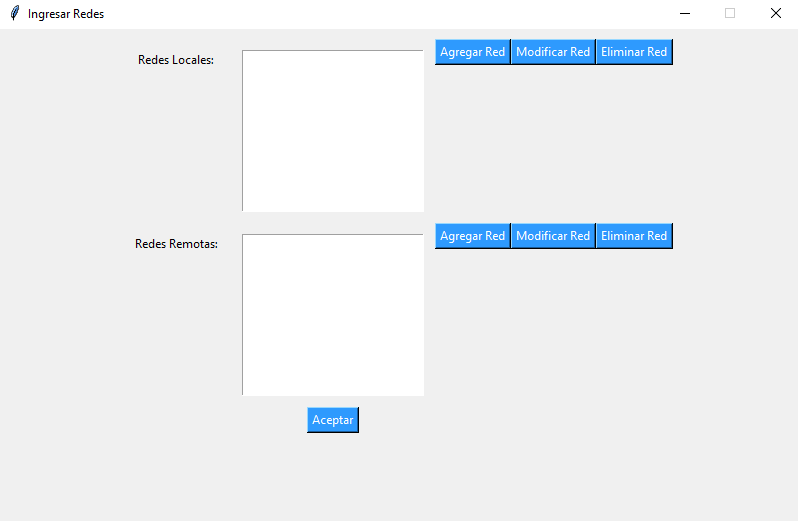 Ingresar Redes
Redes Locales:
Agregar Red Modificar Red Eliminar Red
Redes Remotas:
Agregar Red Modificar Red Eliminar Red
Aceptar